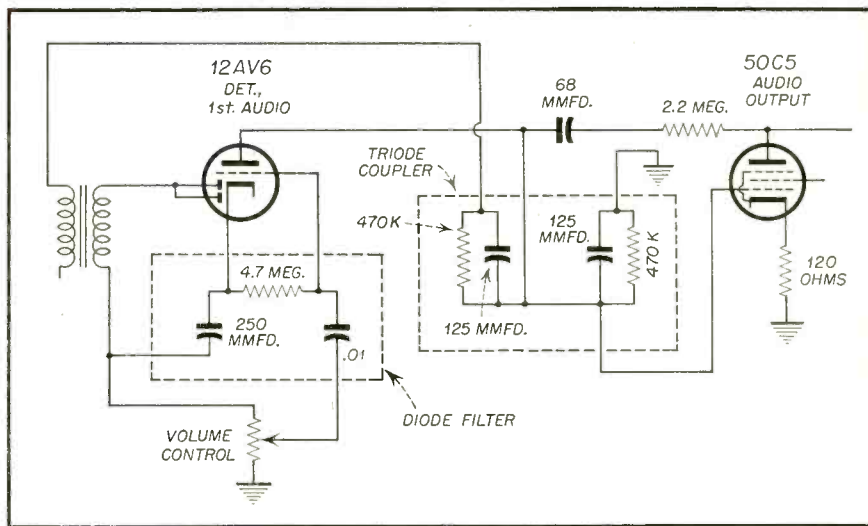 12AV6
DET.,
1st. AUDIO
50C5
AUDIO
OUTPUT
68
MMFD.
2.2 MEG.
TRIODE
COUPLER
470K
125
MMFD.
470K
4.7 MEG.
120
OHMS
250
MMFD.
.01
125 MMFD.
DIODE FILTER
VOLUME
CONTROL